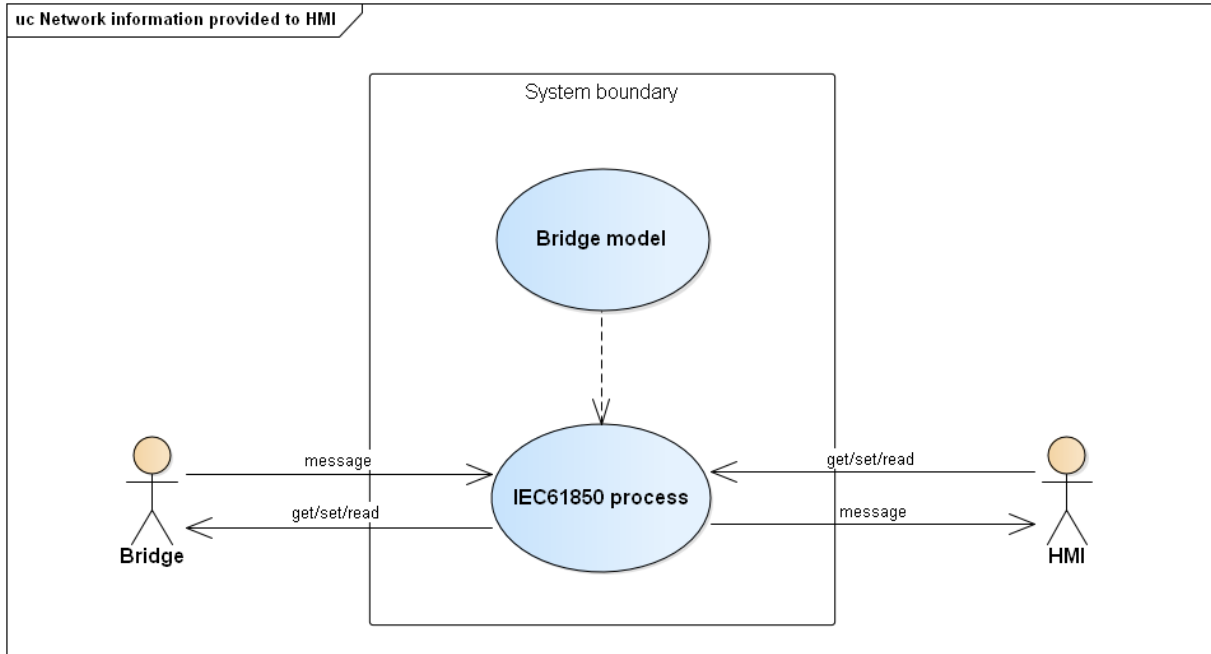 uc Network information provided to HMI
System boundary
Bridge model
message
get/set/read
IEC61850 process
get/set/read
message
Bridge
HMI